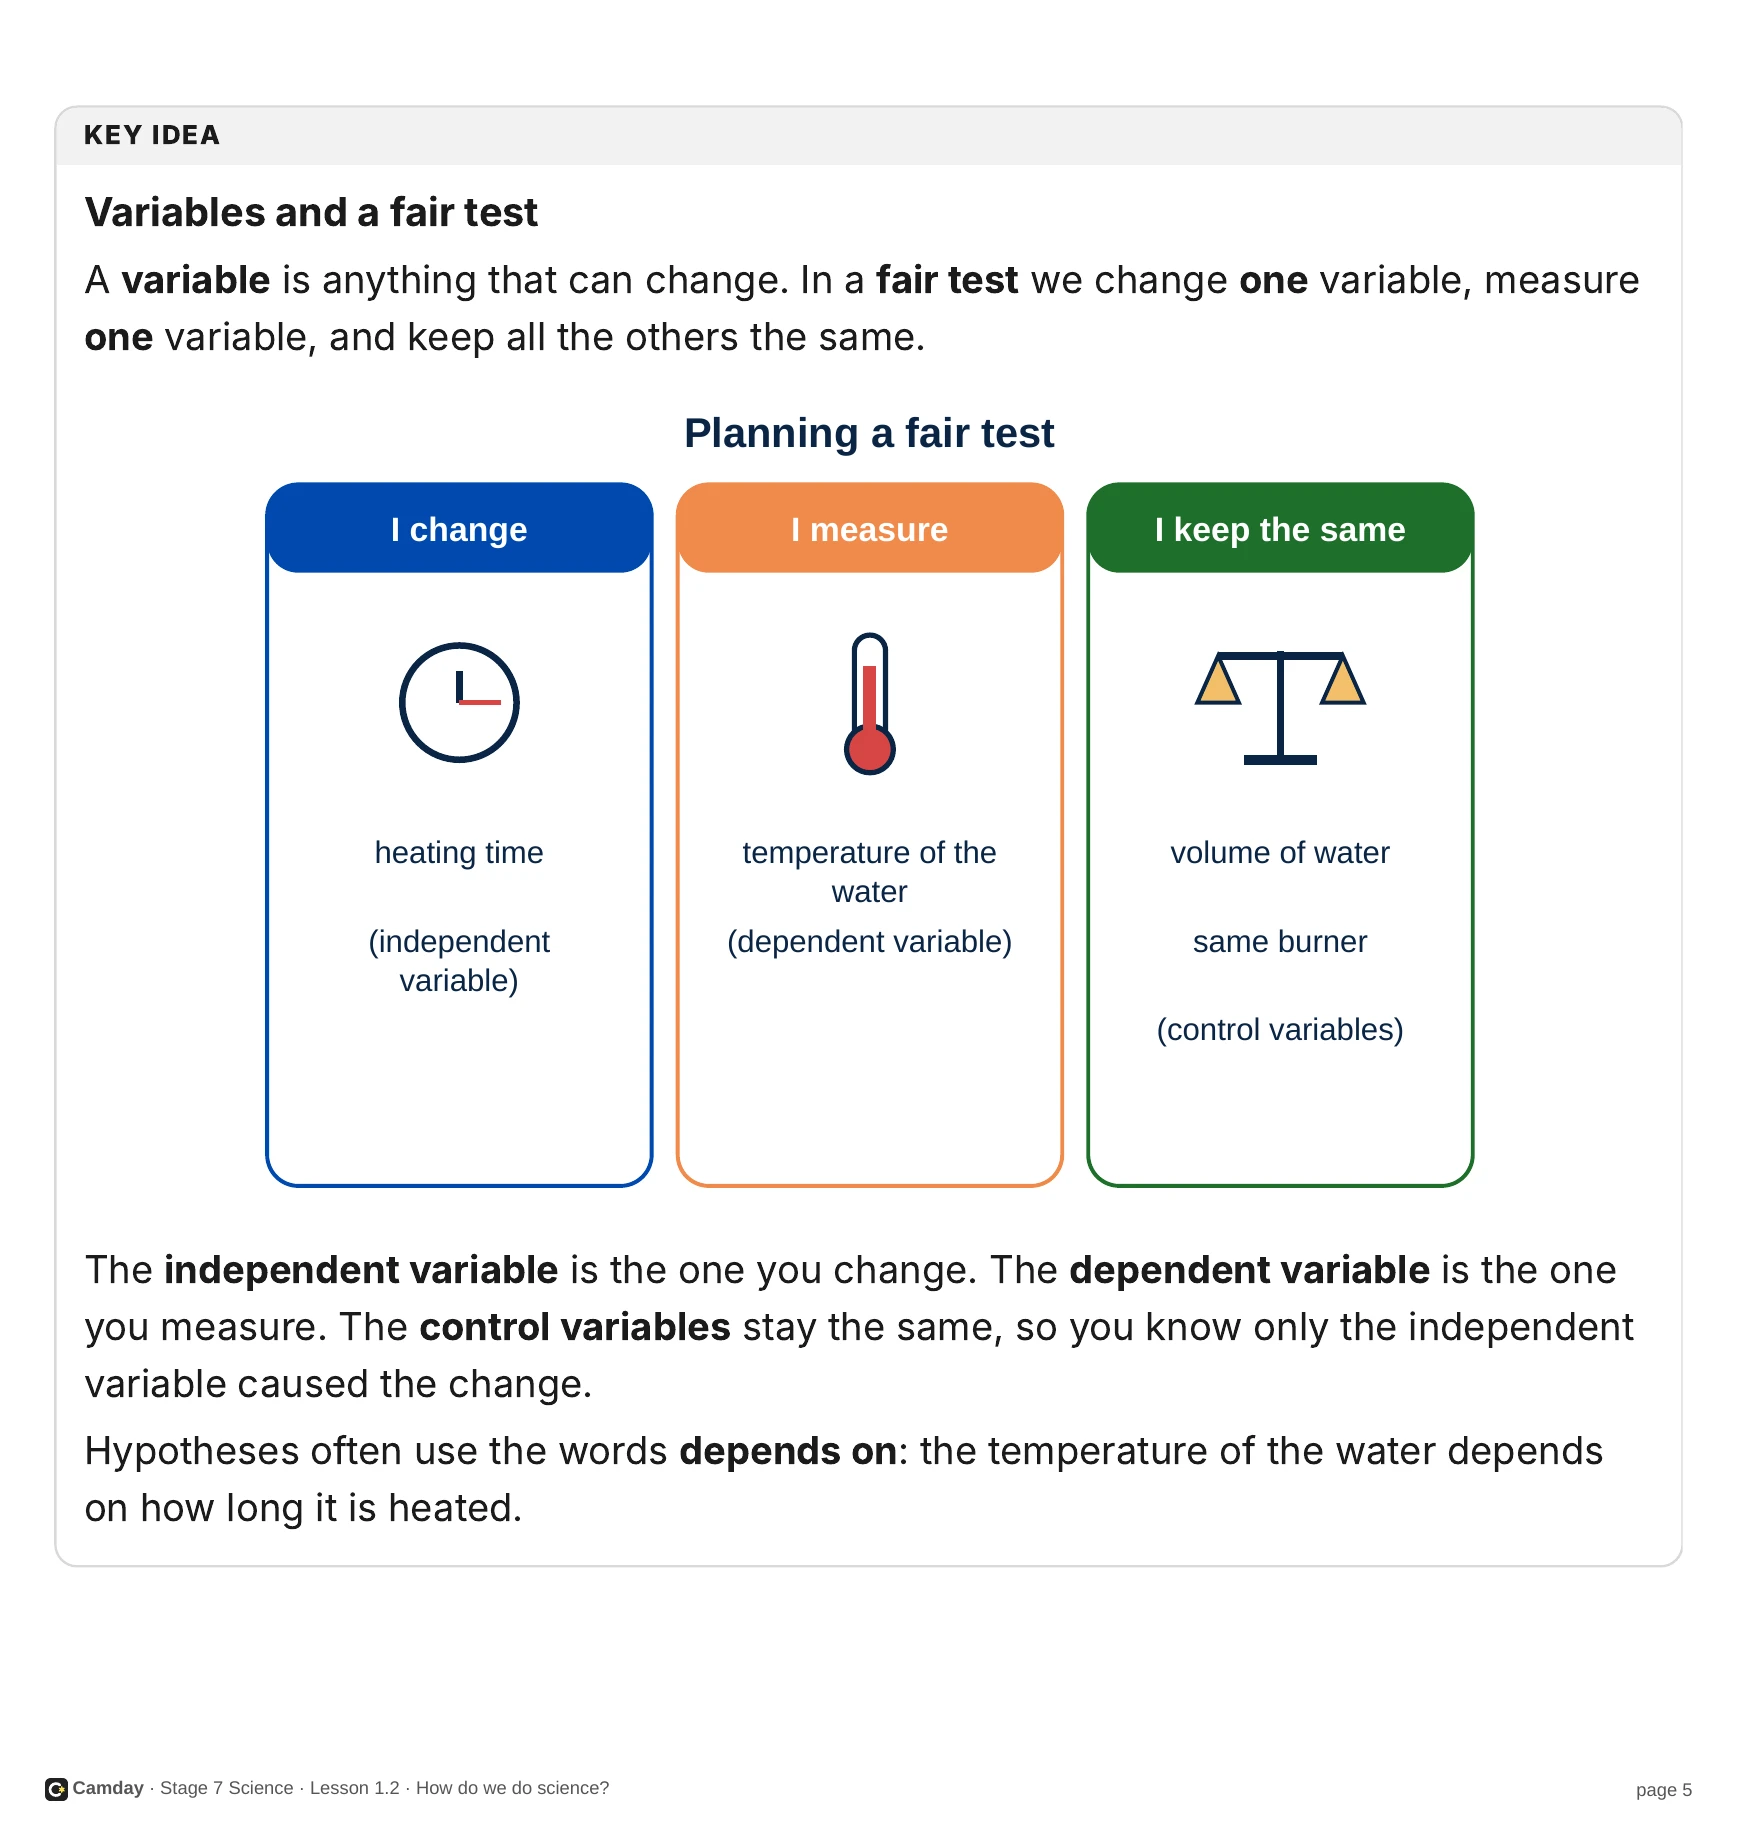 KEY IDEA
Variables and a fair test
A variable is anything that can change. In a fair test we change one variable, measure
one variable, and keep all the others the same.
Planning a fair test
I change
heating time
(independent
variable)
I measure
temperature of the
water
(dependent variable)
I keep the same
volume of water
same burner
(control variables)
The independent variable is the one you change. The dependent variable is the one
you measure. The control variables stay the same, so you know only the independent
variable caused the change.
Hypotheses often use the words depends on: the temperature of the water depends
on how long it is heated.
Camday · Stage 7 Science · Lesson 1.2 · How do we do science?
page 5